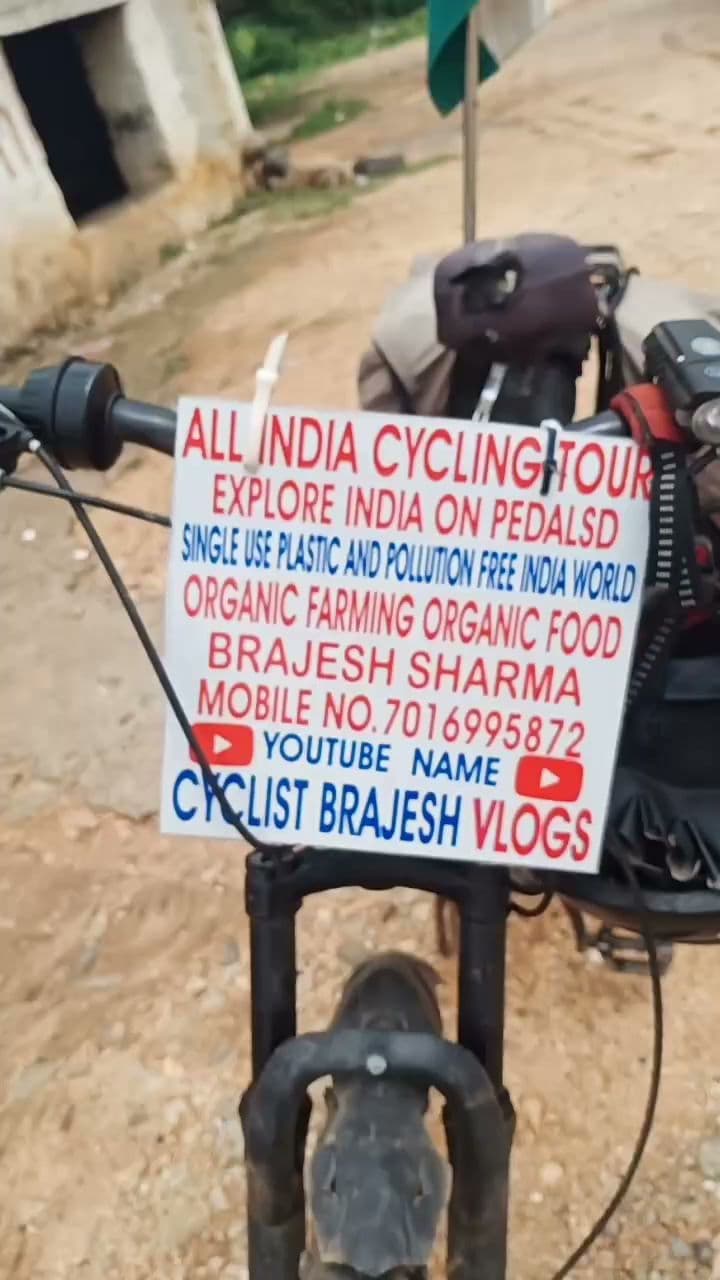 ALL INDIA CYCLING TOUR
EXPLORE INDIA ON PEDALSD
SINGLE USE PLASTIC AND POLLUTION FREE INDIA WORLD
ORGANIC FARMING ORGANIC FOOD
BRAJESH SHARMA
MOBILE NO.7016995872
YOUTUBE NAME
CYCLIST BRAJESH VLOGS